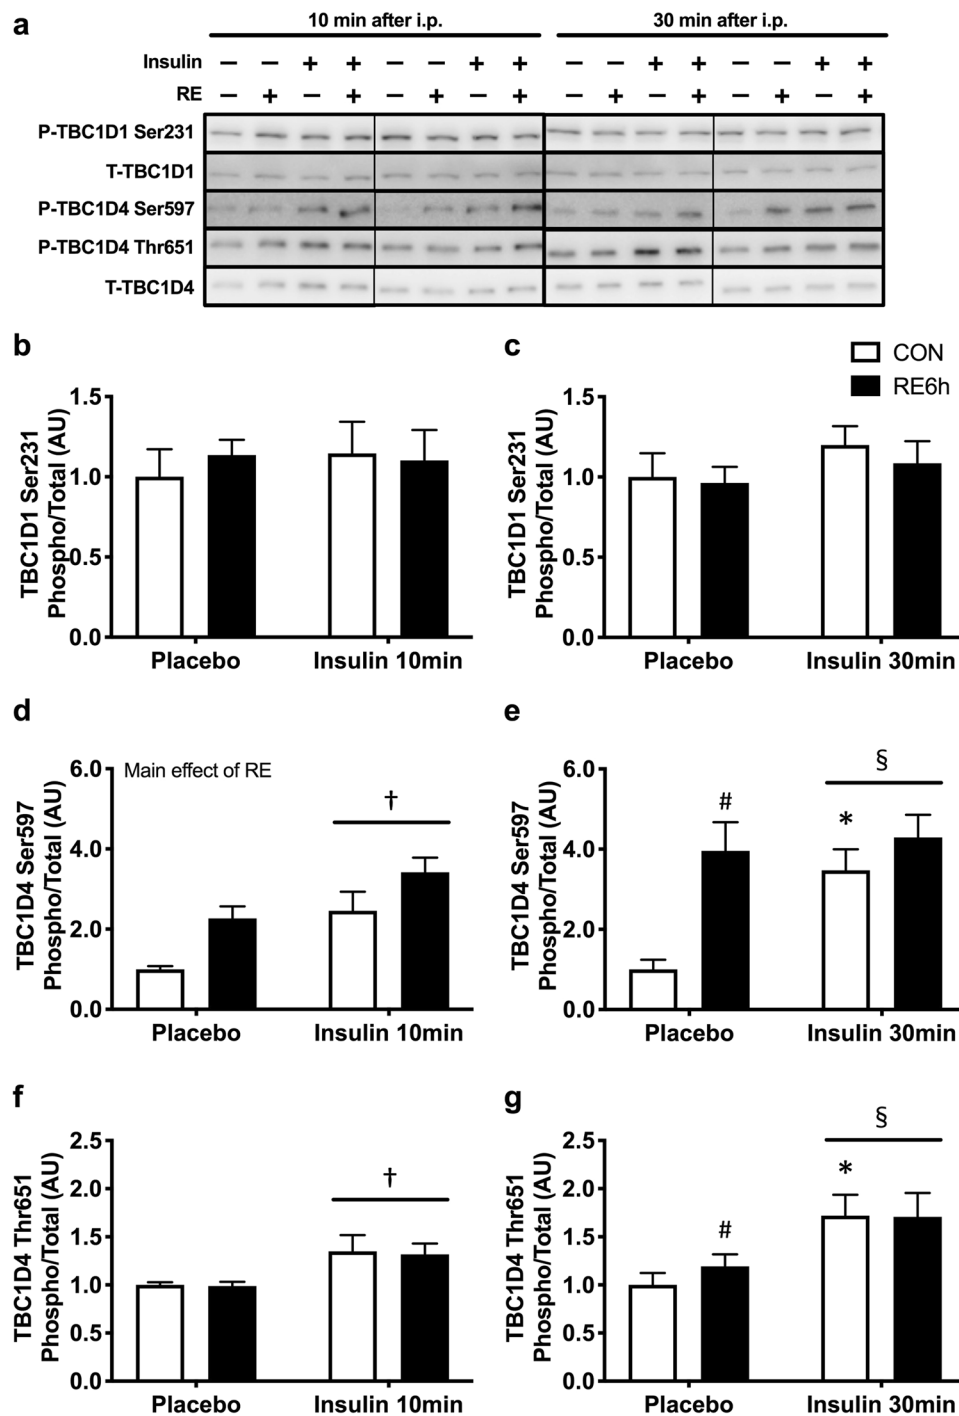 a
10 min after i.p.
30 min after i.p.
Insulin − − + + − − + + − − + + − − + +
RE − + − + − + − + − + − + − + − +
P-TBC1D1 Ser231
T-TBC1D1
P-TBC1D4 Ser597
P-TBC1D4 Thr651
T-TBC1D4
b
TBC1D1 Ser231
Phospho/Total (AU)
1.5
1.0
0.5
0.0
Placebo
Insulin 10min
c
CON
RE6h
TBC1D1 Ser231
Phospho/Total (AU)
1.5
1.0
0.5
0.0
Placebo
Insulin 30min
d
TBC1D4 Ser597
Phospho/Total (AU)
6.0
4.0
2.0
0.0
Main effect of RE
†
Placebo
Insulin 10min
e
TBC1D4 Ser597
Phospho/Total (AU)
6.0
4.0
2.0
0.0
#
*
§
Placebo
Insulin 30min
f
TBC1D4 Thr651
Phospho/Total (AU)
2.5
2.0
1.5
1.0
0.5
0.0
†
Placebo
Insulin 10min
g
TBC1D4 Thr651
Phospho/Total (AU)
2.5
2.0
1.5
1.0
0.5
0.0
#
*
§
Placebo
Insulin 30min